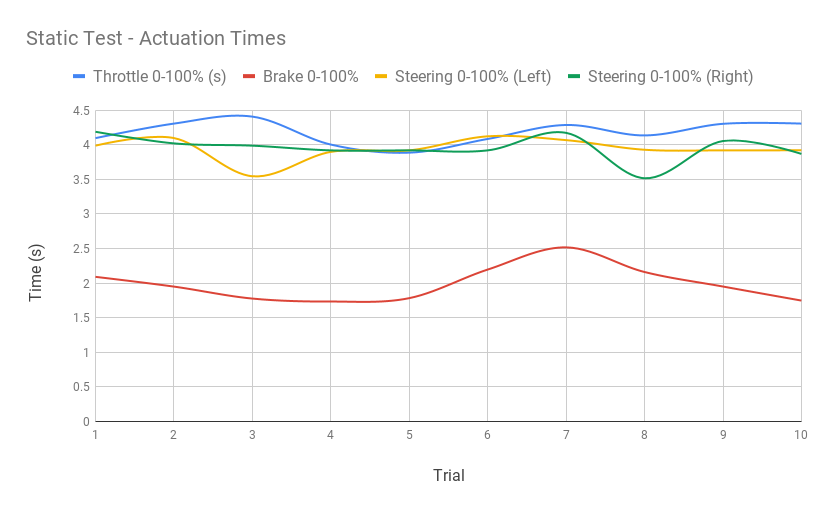 Static Test - Actuation Times
Throttle 0-100% (s) Brake 0-100% Steering 0-100% (Left) Steering 0-100% (Right)
4.5
4
3.5
3
2.5
2
1.5
1
0.5
0
Time (s)
1 2 3 4 5 6 7 8 9 10
Trial